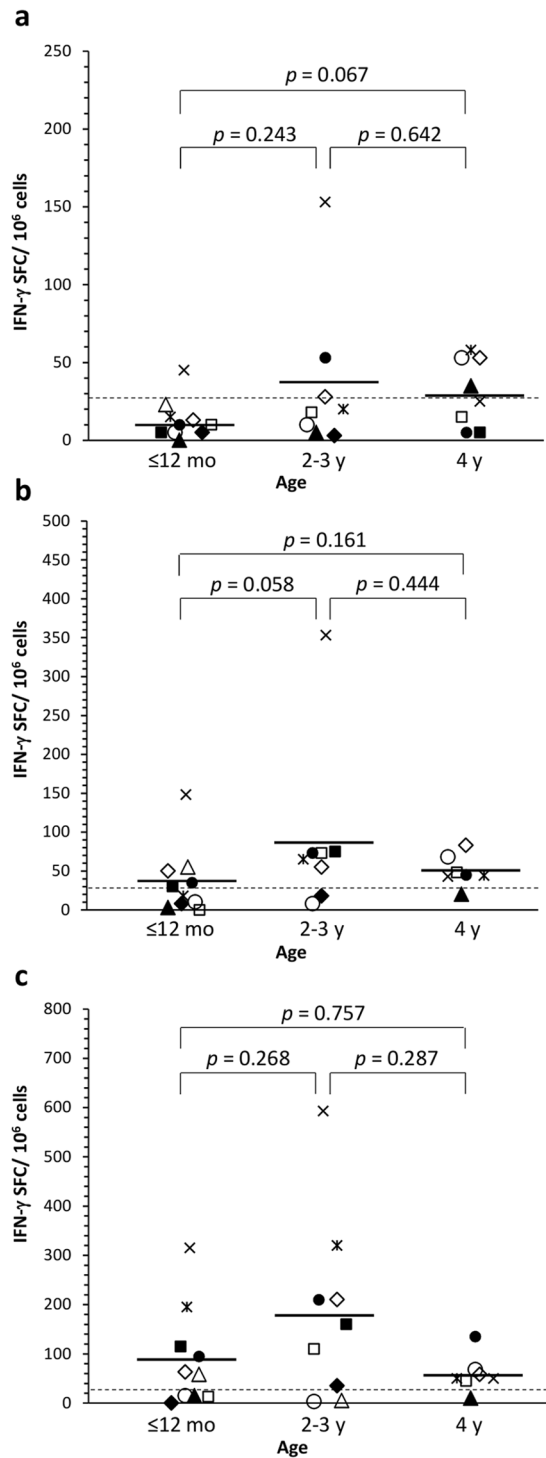 a
250
200
150
100
50
0
IFN-γ SFC/ 10⁶ cells
p = 0.067
p = 0.243
p = 0.642
≤12 mo
2-3 y
4 y
Age
b
500
450
400
350
300
250
200
150
100
50
0
IFN-γ SFC/ 10⁶ cells
p = 0.161
p = 0.058
p = 0.444
≤12 mo
2-3 y
4 y
Age
c
800
700
600
500
400
300
200
100
0
IFN-γ SFC/ 10⁶ cells
p = 0.757
p = 0.268
p = 0.287
≤12 mo
2-3 y
4 y
Age